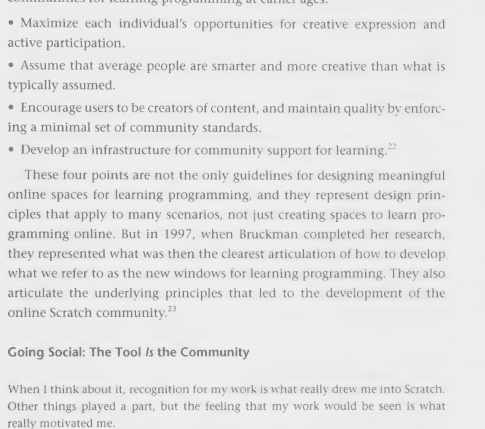 communities for learning programming at earlier ages:
• Maximize each individual's opportunities for creative expression and
active participation.
• Assume that average people are smarter and more creative than what is
typically assumed.
• Encourage users to be creators of content, and maintain quality by enforc-
ing a minimal set of community standards.
• Develop an infrastructure for community support for learning.22
These four points are not the only guidelines for designing meaningful
online spaces for learning programming, and they represent design prin-
ciples that apply to many scenarios, not just creating spaces to learn pro-
gramming online. But in 1997, when Bruckman completed her research,
they represented what was then the clearest articulation of how to develop
what we refer to as the new windows for learning programming. They also
articulate the underlying principles that led to the development of the
online Scratch community.23
Going Social: The Tool Is the Community
When I think about it, recognition for my work is what really drew me into Scratch.
Other things played a part, but the feeling that my work would be seen is what
really motivated me.